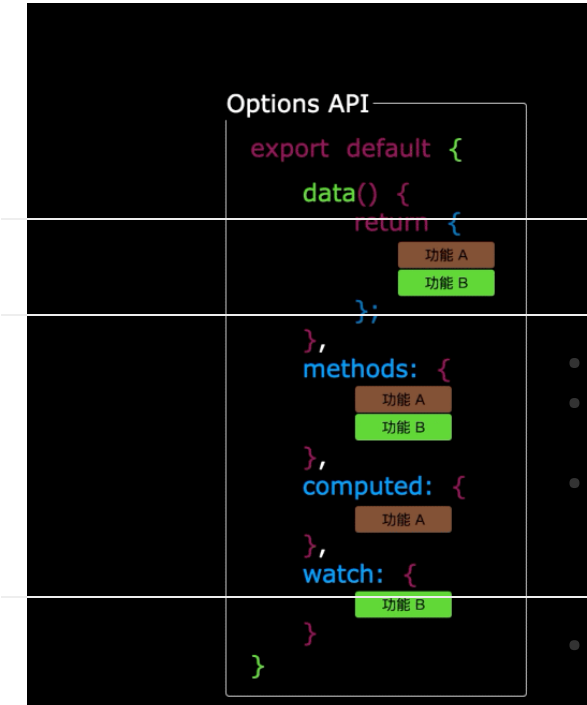 Options API
export default {
data() {
return {
功能 A
功能 B
};
},
methods: {
功能 A
功能 B
},
computed: {
功能 A
},
watch: {
功能 B
}
}